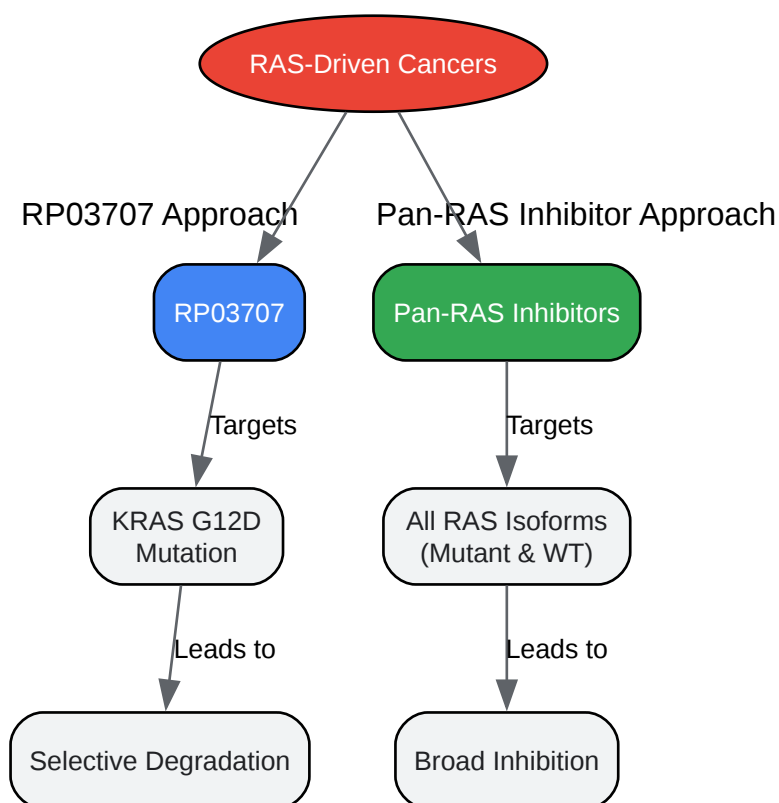 RAS-Driven Cancers
RP03707 Approach
Pan-RAS Inhibitor Approach
RP03707
Pan-RAS Inhibitors
Targets
Targets
KRAS G12D
Mutation
All RAS Isoforms
(Mutant & WT)
Leads to
Leads to
Selective Degradation
Broad Inhibition